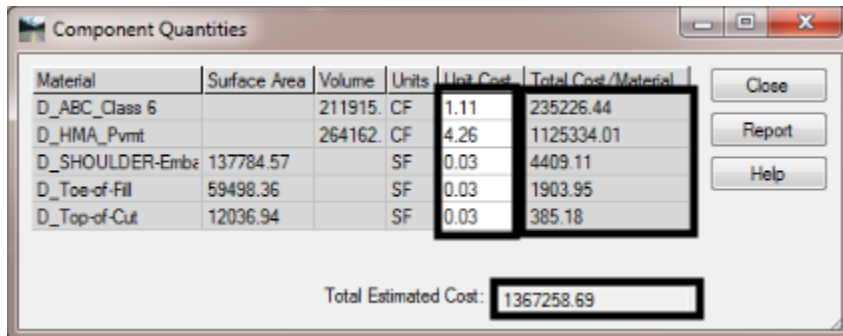 Component Quantities
Material Surface Area Volume Units Unit Cost Total Cost/Material
D_ABC_Class 6 211915. CF 1.11 235226.44
D_HMA_Pvmt 264162. CF 4.26 1125334.01
D_SHOULDER-Emba 137784.57 SF 0.03 4409.11
D_Toe-of-Fill 59498.36 SF 0.03 1903.95
D_Top-of-Cut 12036.94 SF 0.03 385.18
Total Estimated Cost: 1367258.69
Close
Report
Help